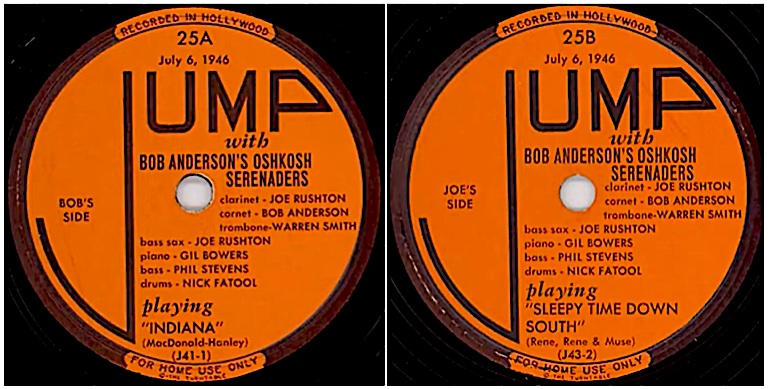 RECORDED IN HOLLYWOOD
25A
July 6, 1946
JUMP
with
BOB ANDERSON'S OSHKOSH
SERENADERS
BOB'S
SIDE
clarinet - JOE RUSHTON
cornet - BOB ANDERSON
trombone-WARREN SMITH
bass sax - JOE RUSHTON
piano - GIL BOWERS
bass - PHIL STEVENS
drums - NICK FATOOL
playing
"INDIANA"
(MacDonald-Hanley)
(J41-1)
FOR HOME USE ONLY
© THE TURNTABLE
RECORDED IN HOLLYWOOD
25B
July 6, 1946
JUMP
with
BOB ANDERSON'S OSHKOSH
SERENADERS
JOE'S
SIDE
clarinet - JOE RUSHTON
cornet - BOB ANDERSON
trombone-WARREN SMITH
bass sax - JOE RUSHTON
piano - GIL BOWERS
bass - PHIL STEVENS
drums - NICK FATOOL
playing
"SLEEPY TIME DOWN
SOUTH"
(Rene, Rene & Muse)
(J43-2)
FOR HOME USE ONLY
© THE TURNTABLE